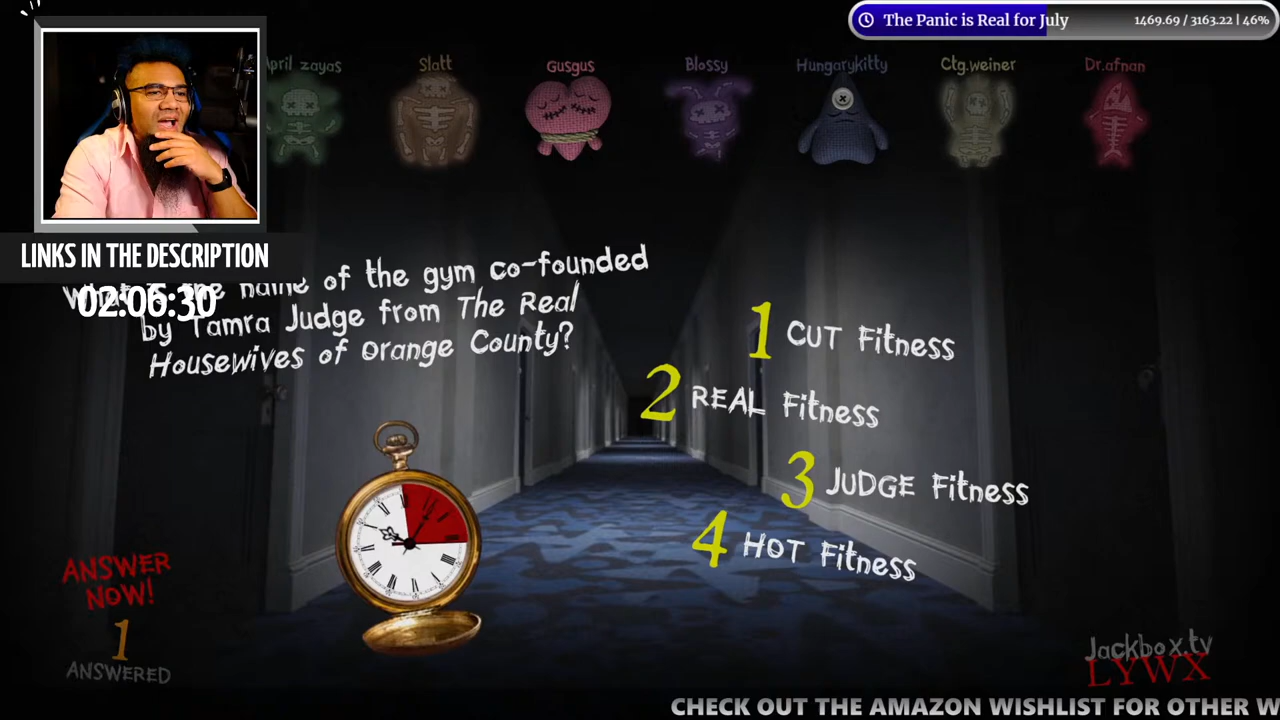 The Panic is Real for July
1469.69 / 3163.22 | 46%
April zayas
Slatt
Gusgus
Blossy
Hungarykitty
Ctg.weiner
Dr.afnan
LINKS IN THE DESCRIPTION
02:06:30
What is the name of the gym co-founded
by Tamra Judge from The Real
Housewives of Orange County?
1 CUT Fitness
2 REAL Fitness
3 JUDGE Fitness
4 HOT Fitness
ANSWER
NOW!
1
ANSWERED
Jackbox.tv
LYWX
CHECK OUT THE AMAZON WISHLIST FOR OTHER W